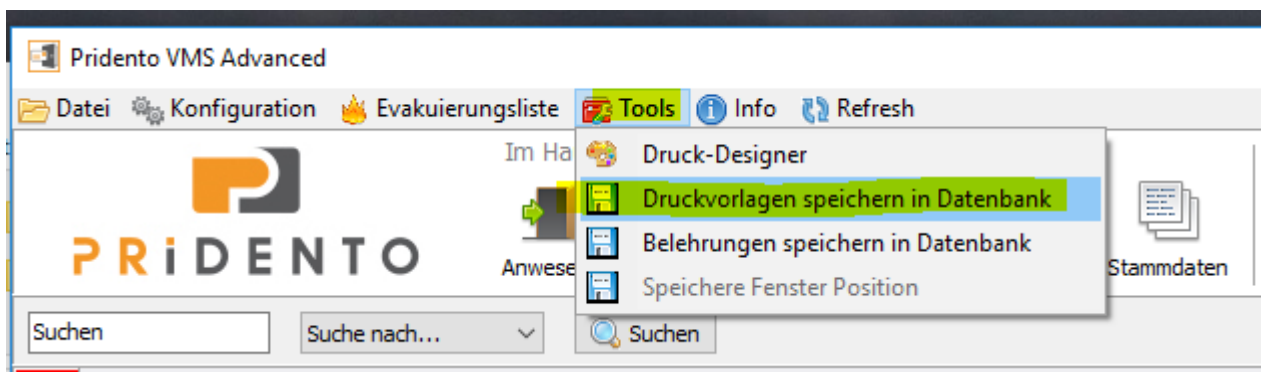 Pridento VMS Advanced
Datei Konfiguration Evakuierungsliste Tools Info Refresh
Im Ha
Druck-Designer
Druckvorlagen speichern in Datenbank
PRiDENTO
Anwese
Belehrungen speichern in Datenbank
Stammdaten
Speichere Fenster Position
Suchen
Suche nach...
Suchen